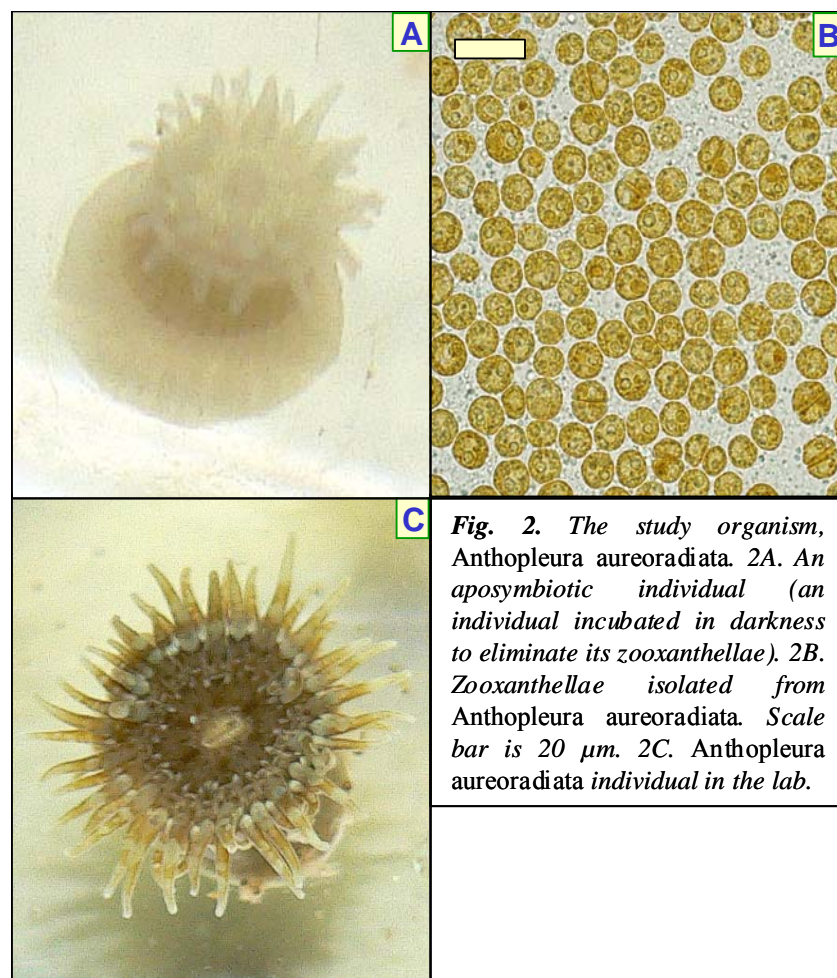 A
B
C
Fig. 2. The study organism,
Anthopleura aureoradiata. 2A. An
aposymbiotic individual (an
individual incubated in darkness
to eliminate its zooxanthellae). 2B.
Zooxanthellae isolated from
Anthopleura aureoradiata. Scale
bar is 20 µm. 2C. Anthopleura
aureoradiata individual in the lab.